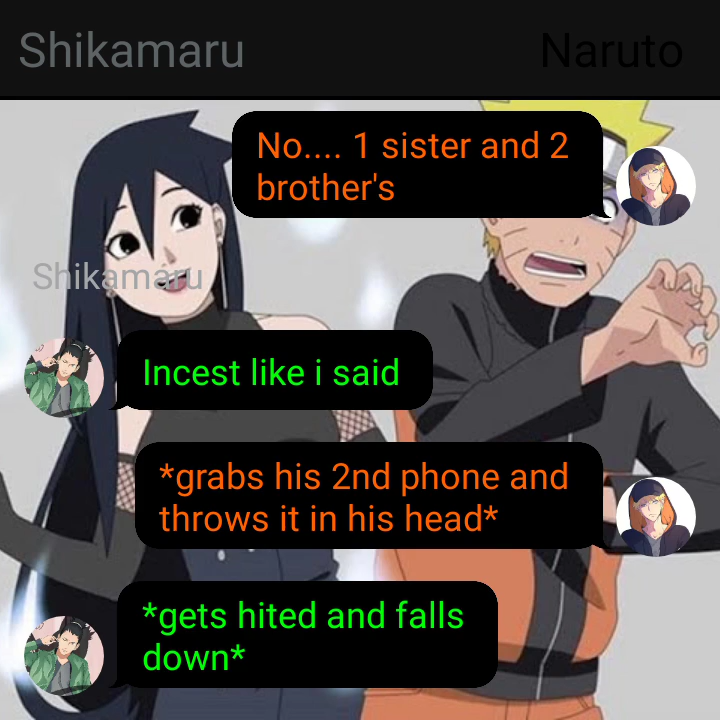 Shikamaru Naruto
No.... 1 sister and 2
brother's
Shikamaru
Incest like i said
*grabs his 2nd phone and
throws it in his head*
*gets hited and falls
down*